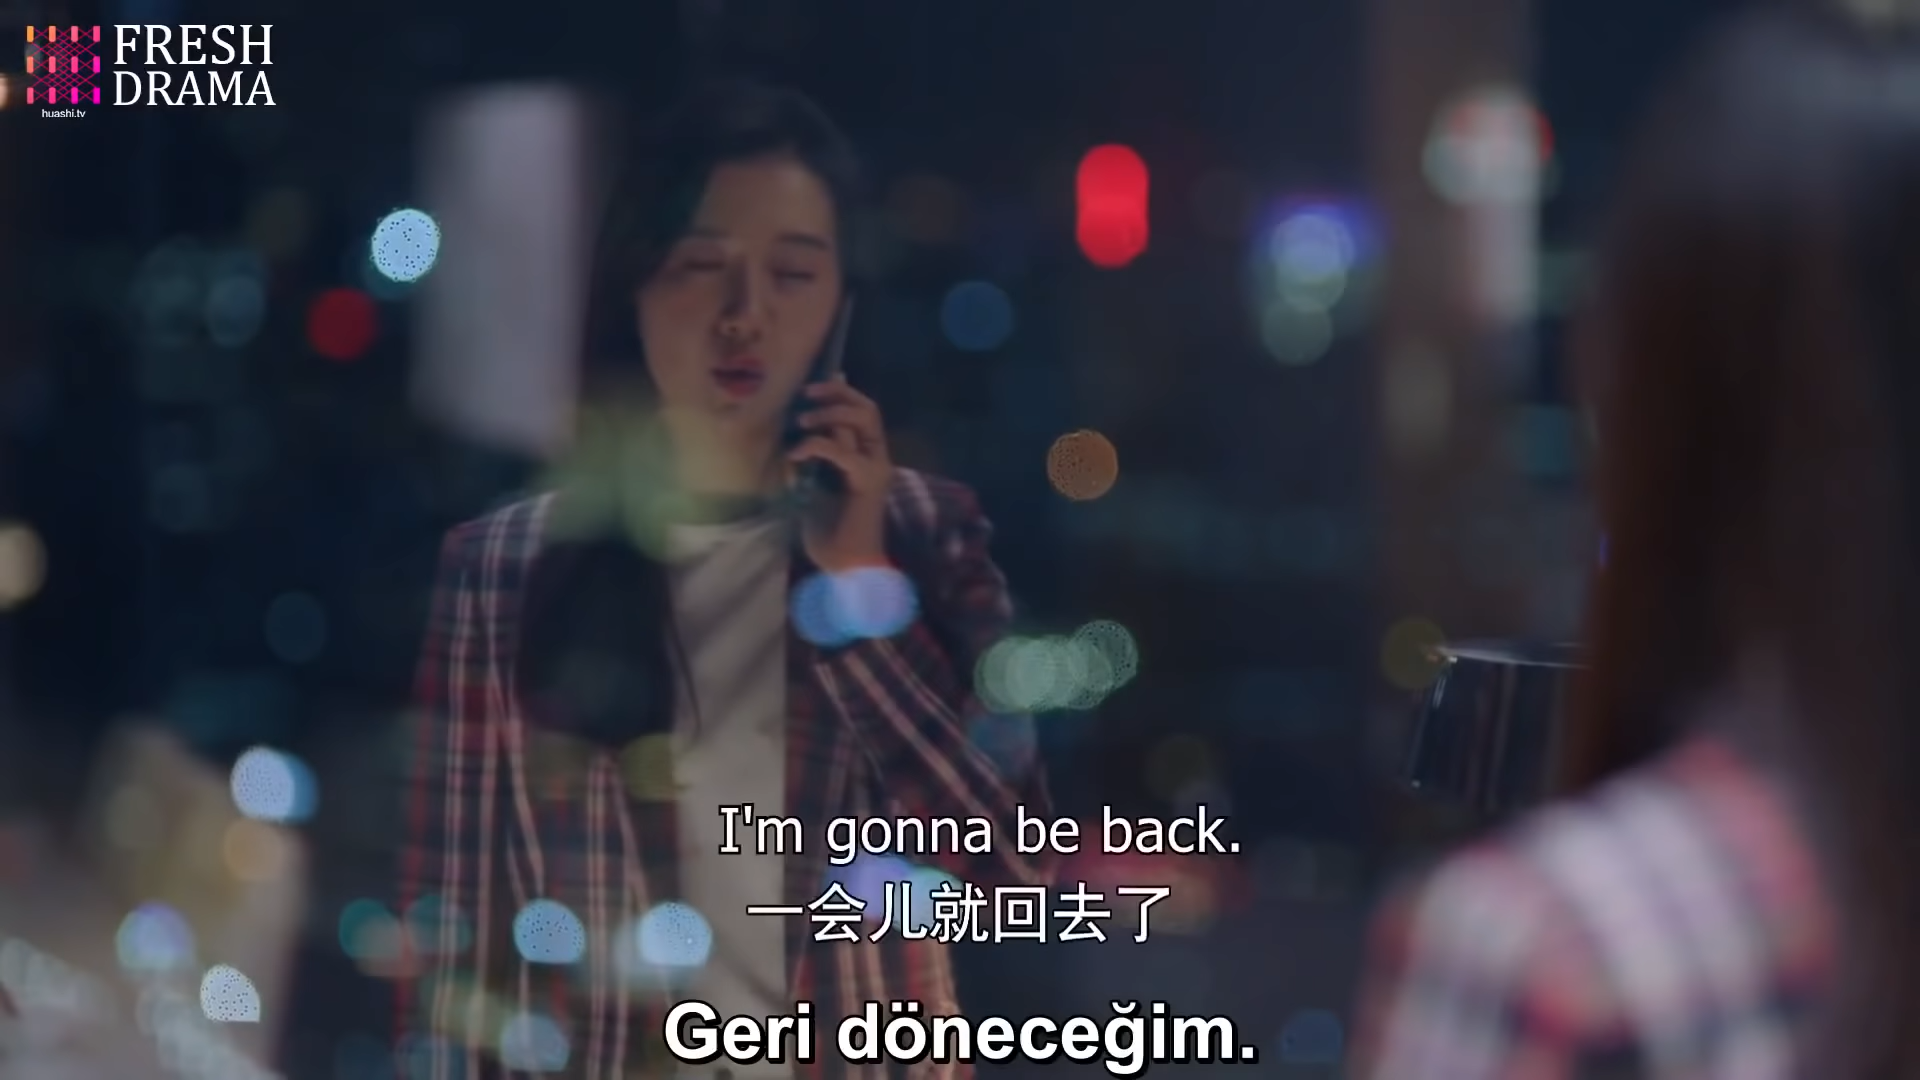 FRESH
DRAMA
huashi.tv
I'm gonna be back.
一会儿就回去了
Geri döneceğim.